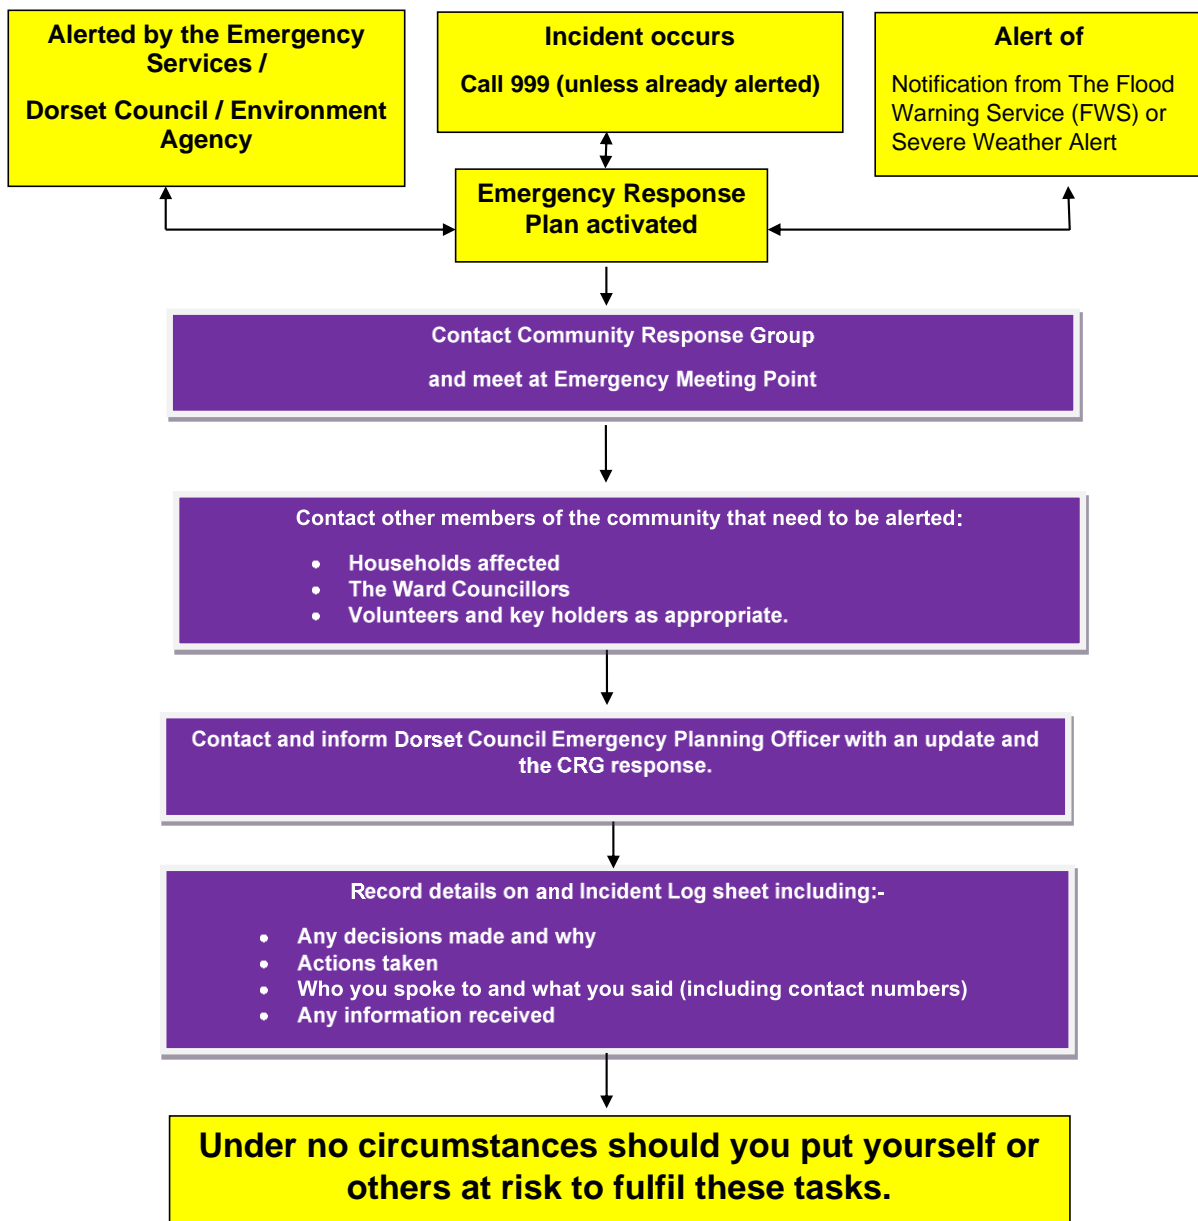 Alerted by the Emergency
Services /
Dorset Council / Environment
Agency
Incident occurs
Call 999 (unless already alerted)
Alert of
Notification from The Flood
Warning Service (FWS) or
Severe Weather Alert
Emergency Response
Plan activated
Contact Community Response Group
and meet at Emergency Meeting Point
Contact other members of the community that need to be alerted:
• Households affected
• The Ward Councillors
• Volunteers and key holders as appropriate.
Contact and inform Dorset Council Emergency Planning Officer with an update and
the CRG response.
Record details on and Incident Log sheet including:-
• Any decisions made and why
• Actions taken
• Who you spoke to and what you said (including contact numbers)
• Any information received
Under no circumstances should you put yourself or
others at risk to fulfil these tasks.